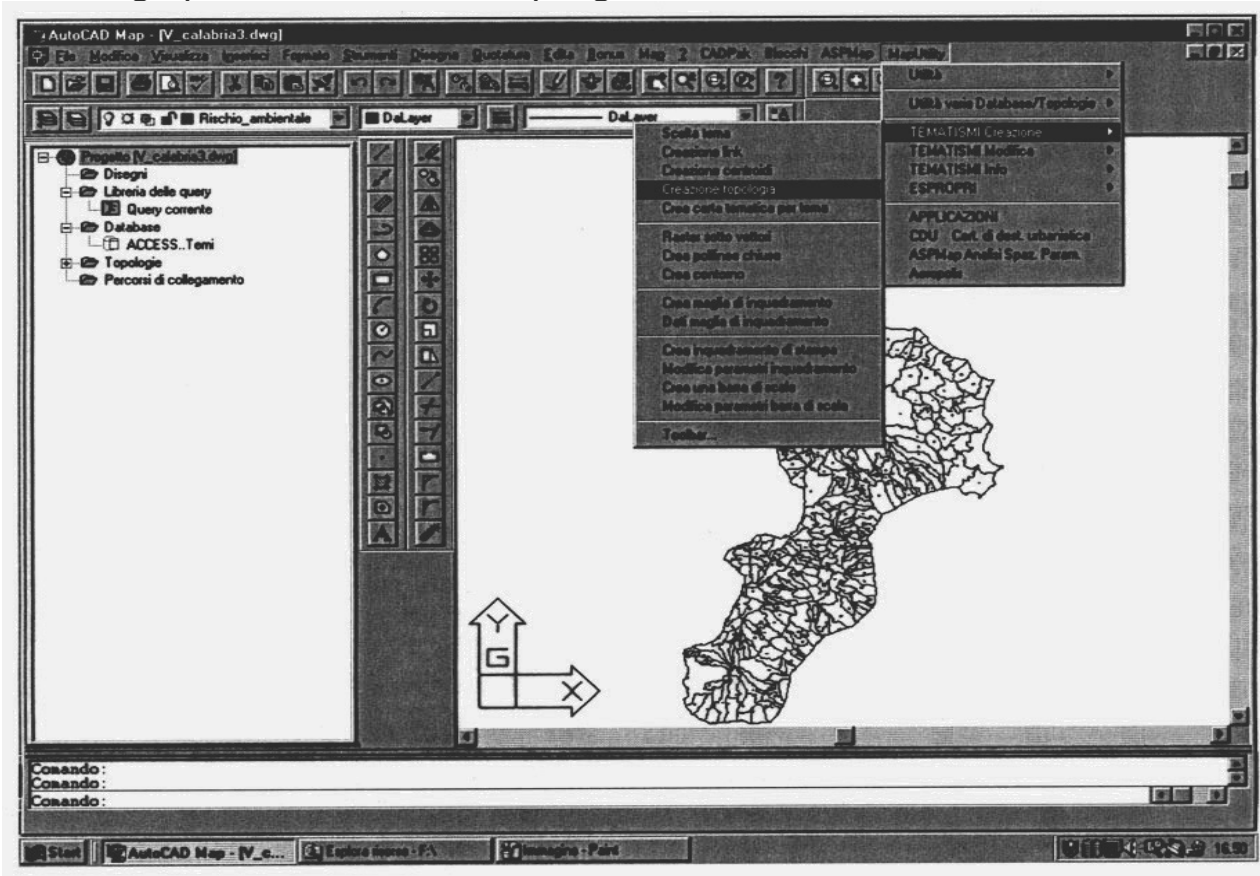 AutoCAD Map - [V_calabria3.dwg]
File Modifica Visualizza Inserisci Formato Strumenti Disegna Quotatura Edita Bonus Map ? CADPak Blocchi ASPMap MapUtility
Rischio_ambientale
DaLayer
DaLayer
Progetto [V_calabria3.dwg]
Disegni
Libreria delle query
Query corrente
Database
ACCESS..Temi
Topologie
Percorsi di collegamento
Utilità
Utilità varie Database/Topologie
TEMATISMI Creazione
TEMATISMI Modifica
TEMATISMI Info
ESPROPRI
APPLICAZIONI
CDU Cert. di dest. urbanistica
ASPMap Analisi Spaz. Param.
Scelta tema
Creazione link
Creazione centroidi
Creazione topologia
Crea carta tematica per tema
Raster sotto vettori
Crea polilinee chiuse
Crea contorno
Crea maglia di inquadramento
Dati maglia di inquadramento
Crea inquadramento di stampa
Modifica parametri inquadramento
Crea una barra di scala
Modifica parametri barra di scala
Toolbar...
Y
G
X
Comando:
Comando:
Comando:
Start
AutoCAD Map - [V_c...
Esplora risorse - F:\
Immagine - Paint
16.50